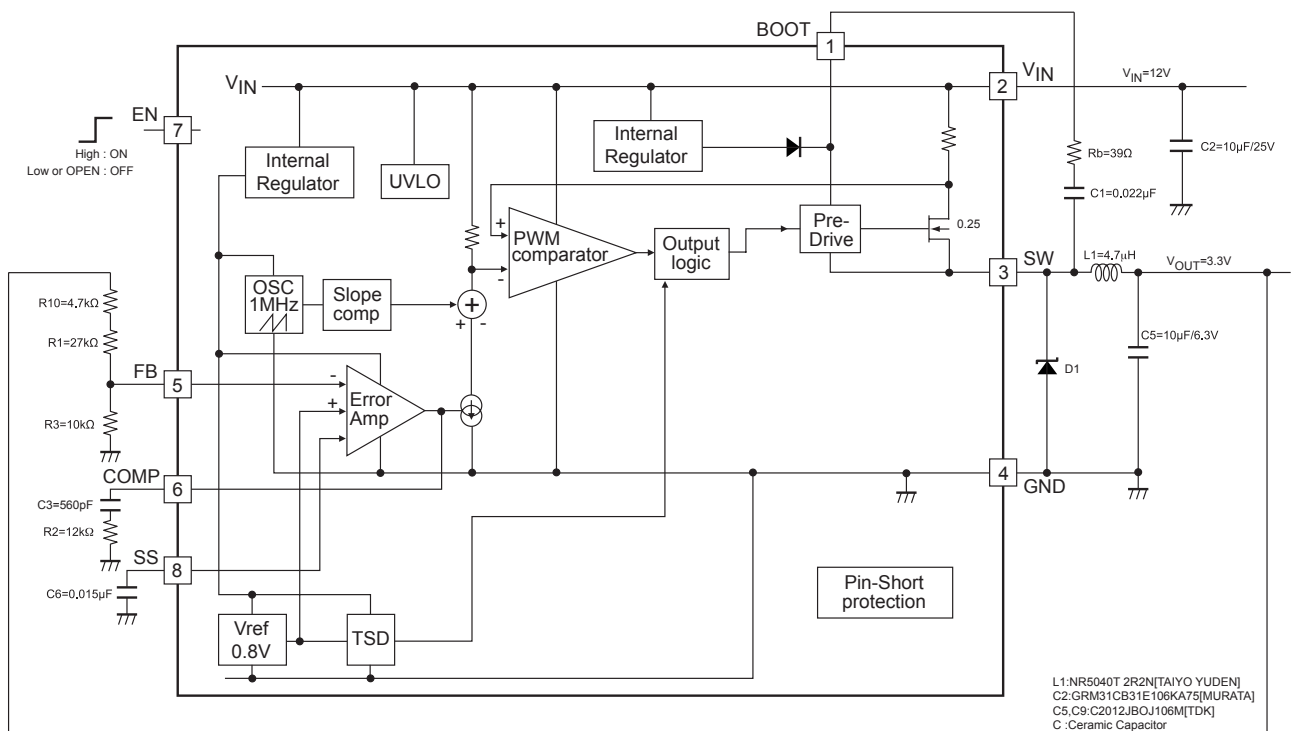 BOOT
1
VIN
VIN
VIN=12V
2
EN
7
High : ON
Low or OPEN : OFF
Internal
Regulator
UVLO
Internal
Regulator
Rb=39Ω
C2=10µF/25V
C1=0.022µF
+
PWM
comparator
-
Output
logic
Pre-
Drive
0.25
SW
3
L1=4.7µH
VOUT=3.3V
OSC
1MHz
Slope
comp
+
+
-
R10=4.7kΩ
R1=27kΩ
C5=10µF/6.3V
D1
FB
5
-
+
Error
Amp
R3=10kΩ
COMP
6
4
GND
C3=560pF
R2=12kΩ
SS
8
C6=0.015µF
Pin-Short
protection
Vref
0.8V
TSD
L1:NR5040T 2R2N[TAIYO YUDEN]
C2:GRM31CB31E106KA75[MURATA]
C5,C9:C2012JBOJ106M[TDK]
C :Ceramic Capacitor